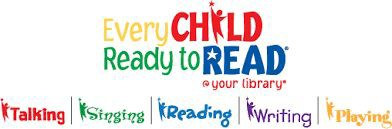 Every CHILD
Ready to READ®
@ your library®
Talking | Singing | Reading | Writing | Playing